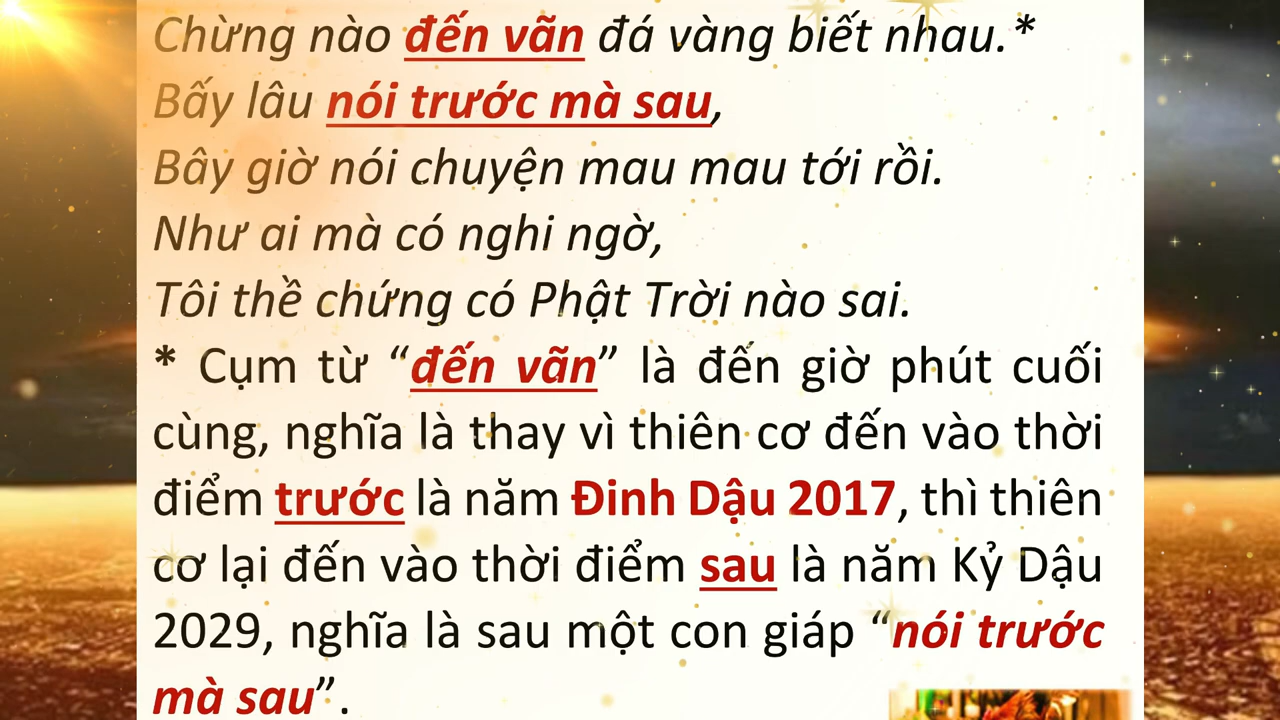 Chừng nào đến vãn đá vàng biết nhau.*
Bấy lâu nói trước mà sau,
Bây giờ nói chuyện mau mau tới rồi.
Như ai mà có nghi ngờ,
Tôi thề chứng có Phật Trời nào sai.
* Cụm từ “đến vãn” là đến giờ phút cuối
cùng, nghĩa là thay vì thiên cơ đến vào thời
điểm trước là năm Đinh Dậu 2017, thì thiên
cơ lại đến vào thời điểm sau là năm Kỷ Dậu
2029, nghĩa là sau một con giáp “nói trước
mà sau”.